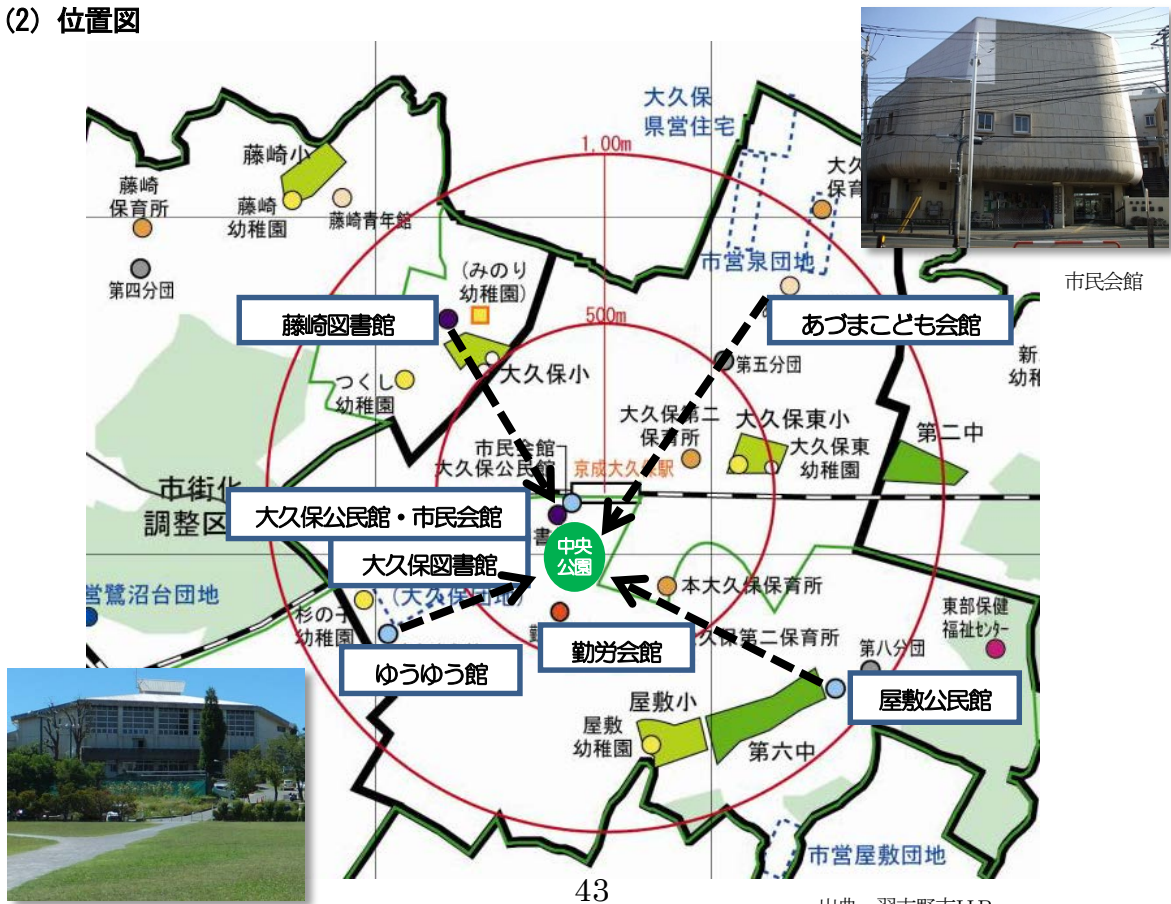 (2) 位置図
大久保
県営住宅
1,00m
藤崎小
藤崎
保育所
藤崎
幼稚園
藤崎青年館
大久
保育
第四分団
(みのり
幼稚園)
市営泉団地
市民会館
藤崎図書館
500m
あづまこども会館
つくし
幼稚園
大久保小
第五分団
新
幼稚
大久保第二
保育所
大久保東小
大久保東
幼稚園
第二中
市民会館
大久保公民館
京成大久保駅
市街化
調整区
大久保公民館・市民会館
書
中央
公園
大久保図書館
営鷺沼台団地
(大久保団地)
杉の子
幼稚園
本大久保保育所
東部保健
福祉センター
勤労会館
久保第二保育所
第八分団
ゆうゆう館
屋敷公民館
屋敷小
屋敷
幼稚園
第六中
市営屋敷団地
43